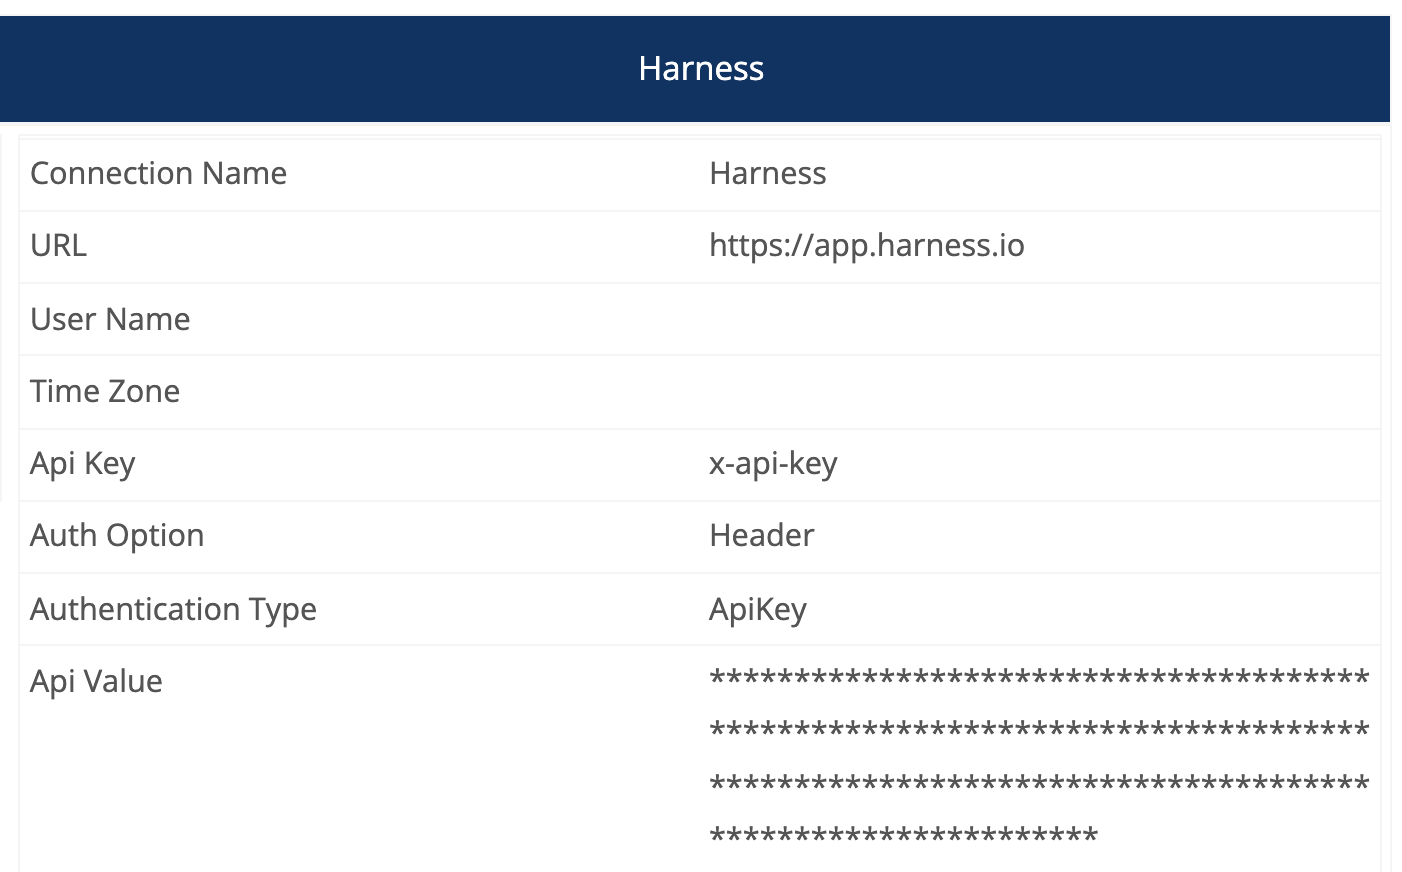 Harness
Connection Name Harness
URL https://app.harness.io
User Name
Time Zone
Api Key x-api-key
Auth Option Header
Authentication Type ApiKey
Api Value ***************************************
***************************************
***************************************
***********************